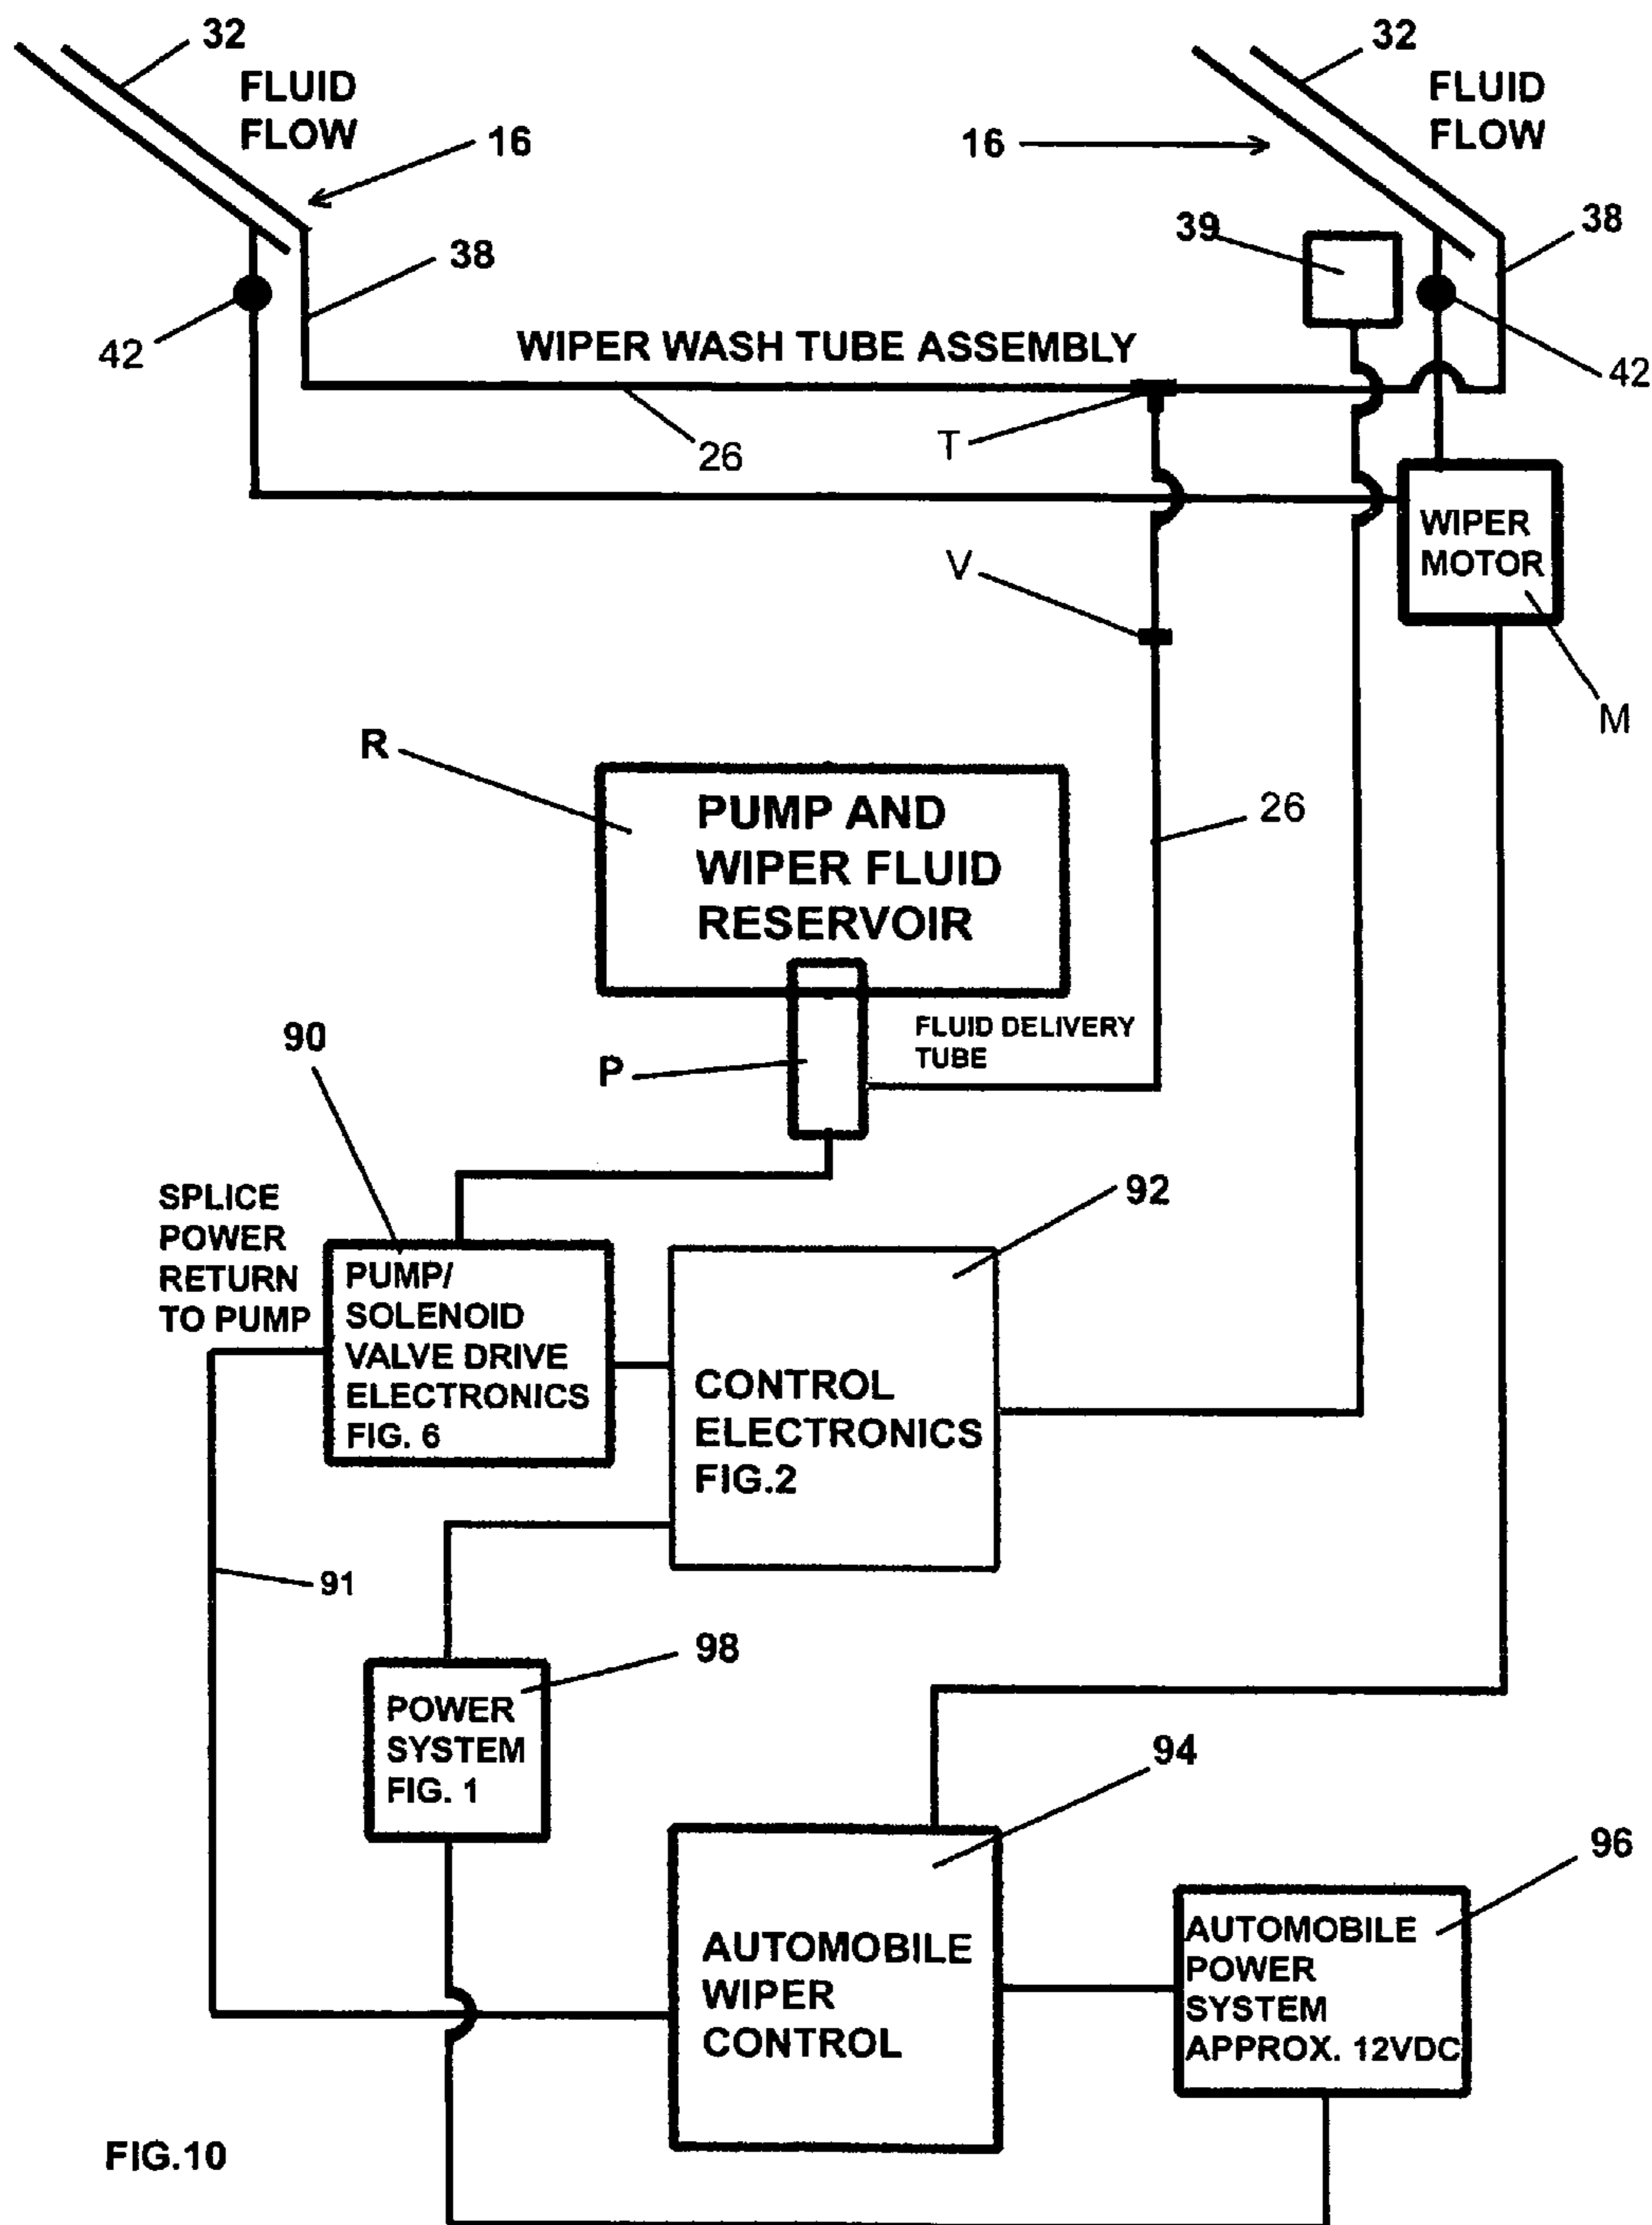 32
FLUID
FLOW
16
38
42
32
FLUID
FLOW
16
39
38
42
WIPER WASH TUBE ASSEMBLY
26
T
V
WIPER
MOTOR
M
R
PUMP AND
WIPER FLUID
RESERVOIR
26
FLUID DELIVERY
TUBE
P
90
SPLICE
POWER
RETURN
TO PUMP
PUMP/
SOLENOID
VALVE DRIVE
ELECTRONICS
FIG. 6
92
CONTROL
ELECTRONICS
FIG.2
91
98
POWER
SYSTEM
FIG. 1
94
AUTOMOBILE
WIPER
CONTROL
96
AUTOMOBILE
POWER
SYSTEM
APPROX. 12VDC
FIG.10